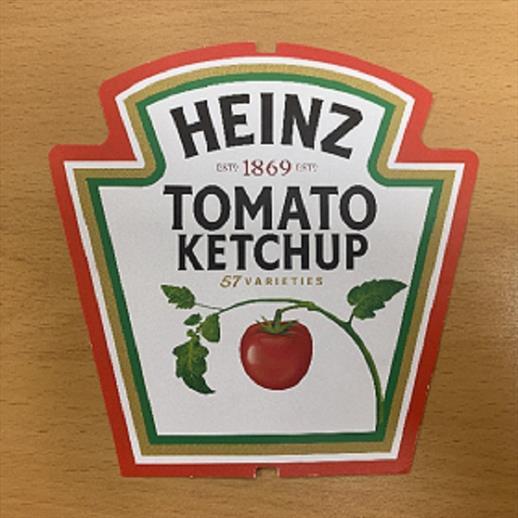 HEINZ
ESTD 1869 ESTD
TOMATO
KETCHUP
57 VARIETIES